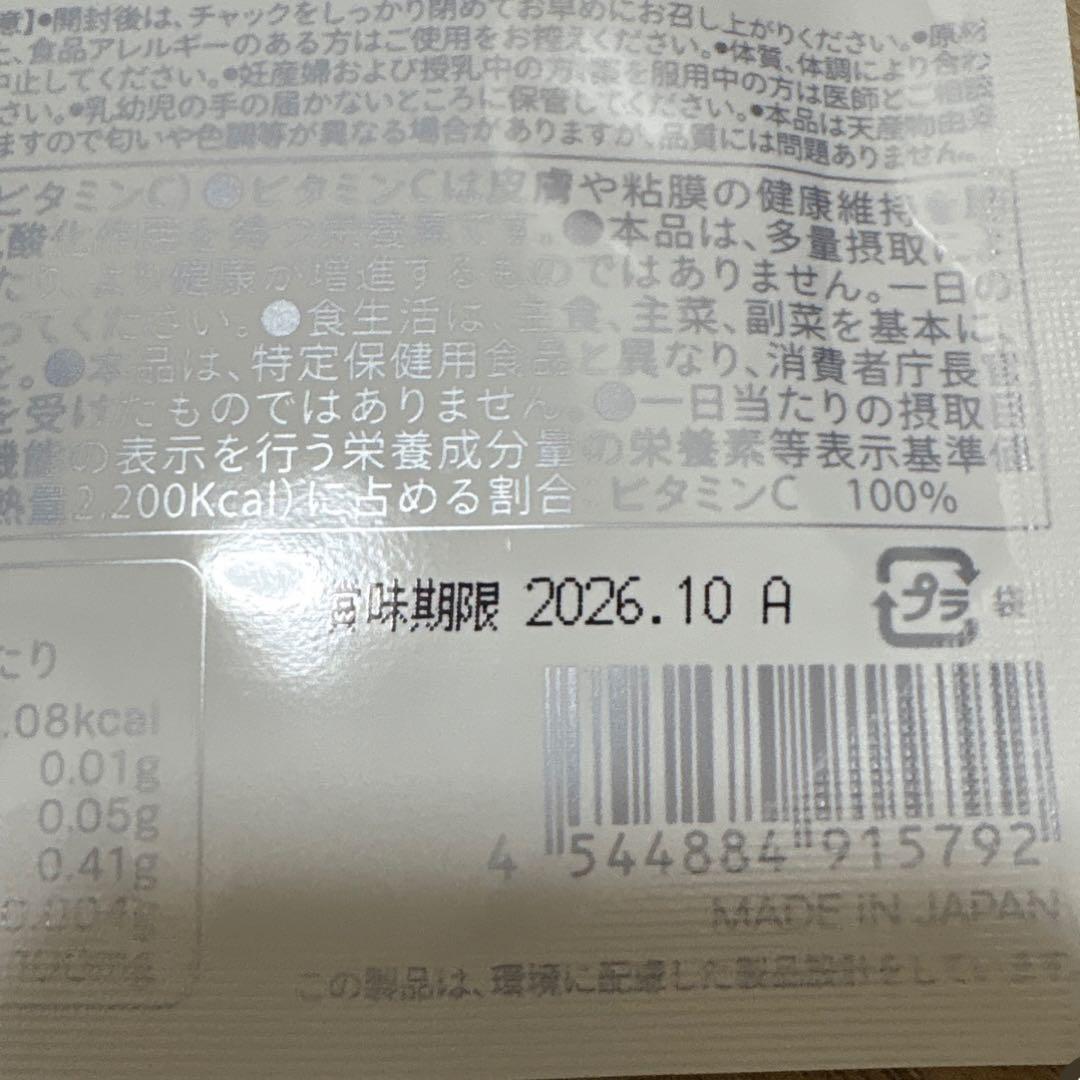 意】●開封後は、チャックをしっかり閉めてお早めにお召し上がりください。●原材
食品アレルギーのある方はご使用をお控えください。●体質、体調により合わ
中止してください。●妊産婦および授乳中の方、薬を服用中の方は医師とご相談
さい。●乳幼児の手の届かないところに保管してください。●本品は天産物由来
ますので匂いや色調等が異なる場合がありますが、品質には問題ありません。
ビタミンC)●ビタミンCは皮膚や粘膜の健康維持
酸化作用を持つ栄養素です。●本品は、多量摂取に
たり、より健康が増進するものではありません。一日の
ってください。●食生活は、主食、主菜、副菜を基本に、
を。●本品は、特定保健用食品と異なり、消費者庁長官
を受けたものではありません。●一日当たりの摂取目
機能の表示を行う栄養成分量の栄養素等表示基準値
熱量2,200Kcal)に占める割合 ビタミンC 100%
賞味期限 2026.10 A
プラ 袋
たり
.08kcal
0.01g
0.05g
0.41g
0.004g
4 544884 915792
MADE IN JAPAN
この製品は、環境に配慮した製品設計をしています